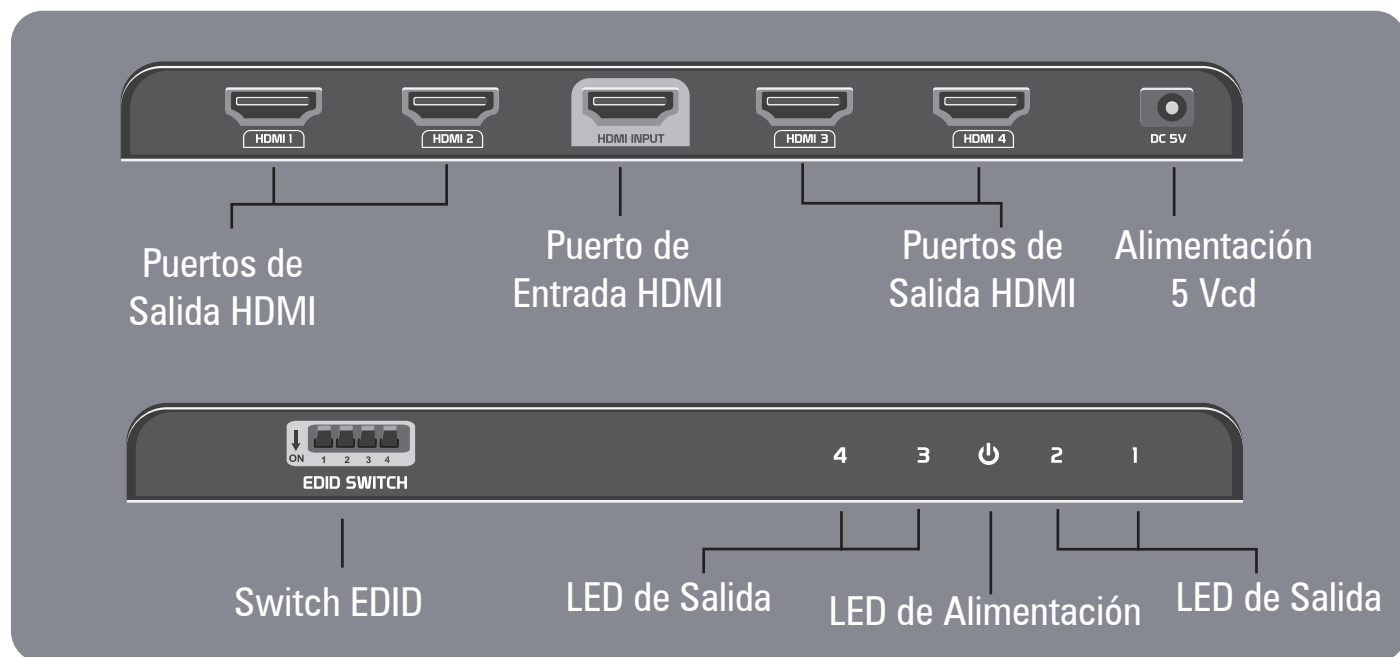 HDMI 1
HDMI 2
HDMI INPUT
HDMI 3
HDMI 4
DC 5V
Puertos de
Salida HDMI
Puerto de
Entrada HDMI
Puertos de
Salida HDMI
Alimentación
5 Vcd
ON 1 2 3 4
EDID SWITCH
4 3 2 1
Switch EDID
LED de Salida
LED de Alimentación
LED de Salida